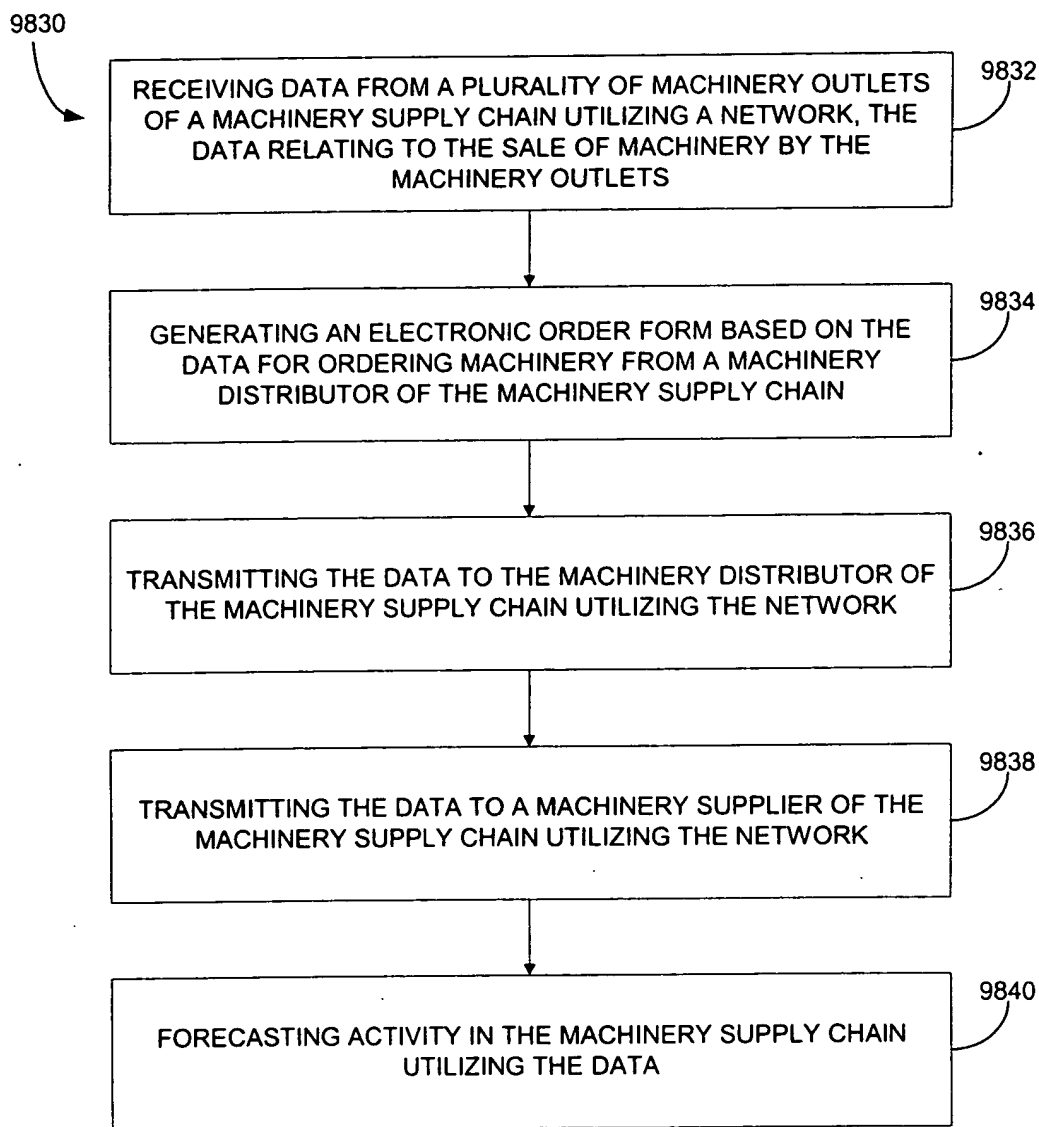 9830
RECEIVING DATA FROM A PLURALITY OF MACHINERY OUTLETS
OF A MACHINERY SUPPLY CHAIN UTILIZING A NETWORK, THE
DATA RELATING TO THE SALE OF MACHINERY BY THE
MACHINERY OUTLETS
9832
GENERATING AN ELECTRONIC ORDER FORM BASED ON THE
DATA FOR ORDERING MACHINERY FROM A MACHINERY
DISTRIBUTOR OF THE MACHINERY SUPPLY CHAIN
9834
TRANSMITTING THE DATA TO THE MACHINERY DISTRIBUTOR OF
THE MACHINERY SUPPLY CHAIN UTILIZING THE NETWORK
9836
TRANSMITTING THE DATA TO A MACHINERY SUPPLIER OF THE
MACHINERY SUPPLY CHAIN UTILIZING THE NETWORK
9838
FORECASTING ACTIVITY IN THE MACHINERY SUPPLY CHAIN
UTILIZING THE DATA
9840